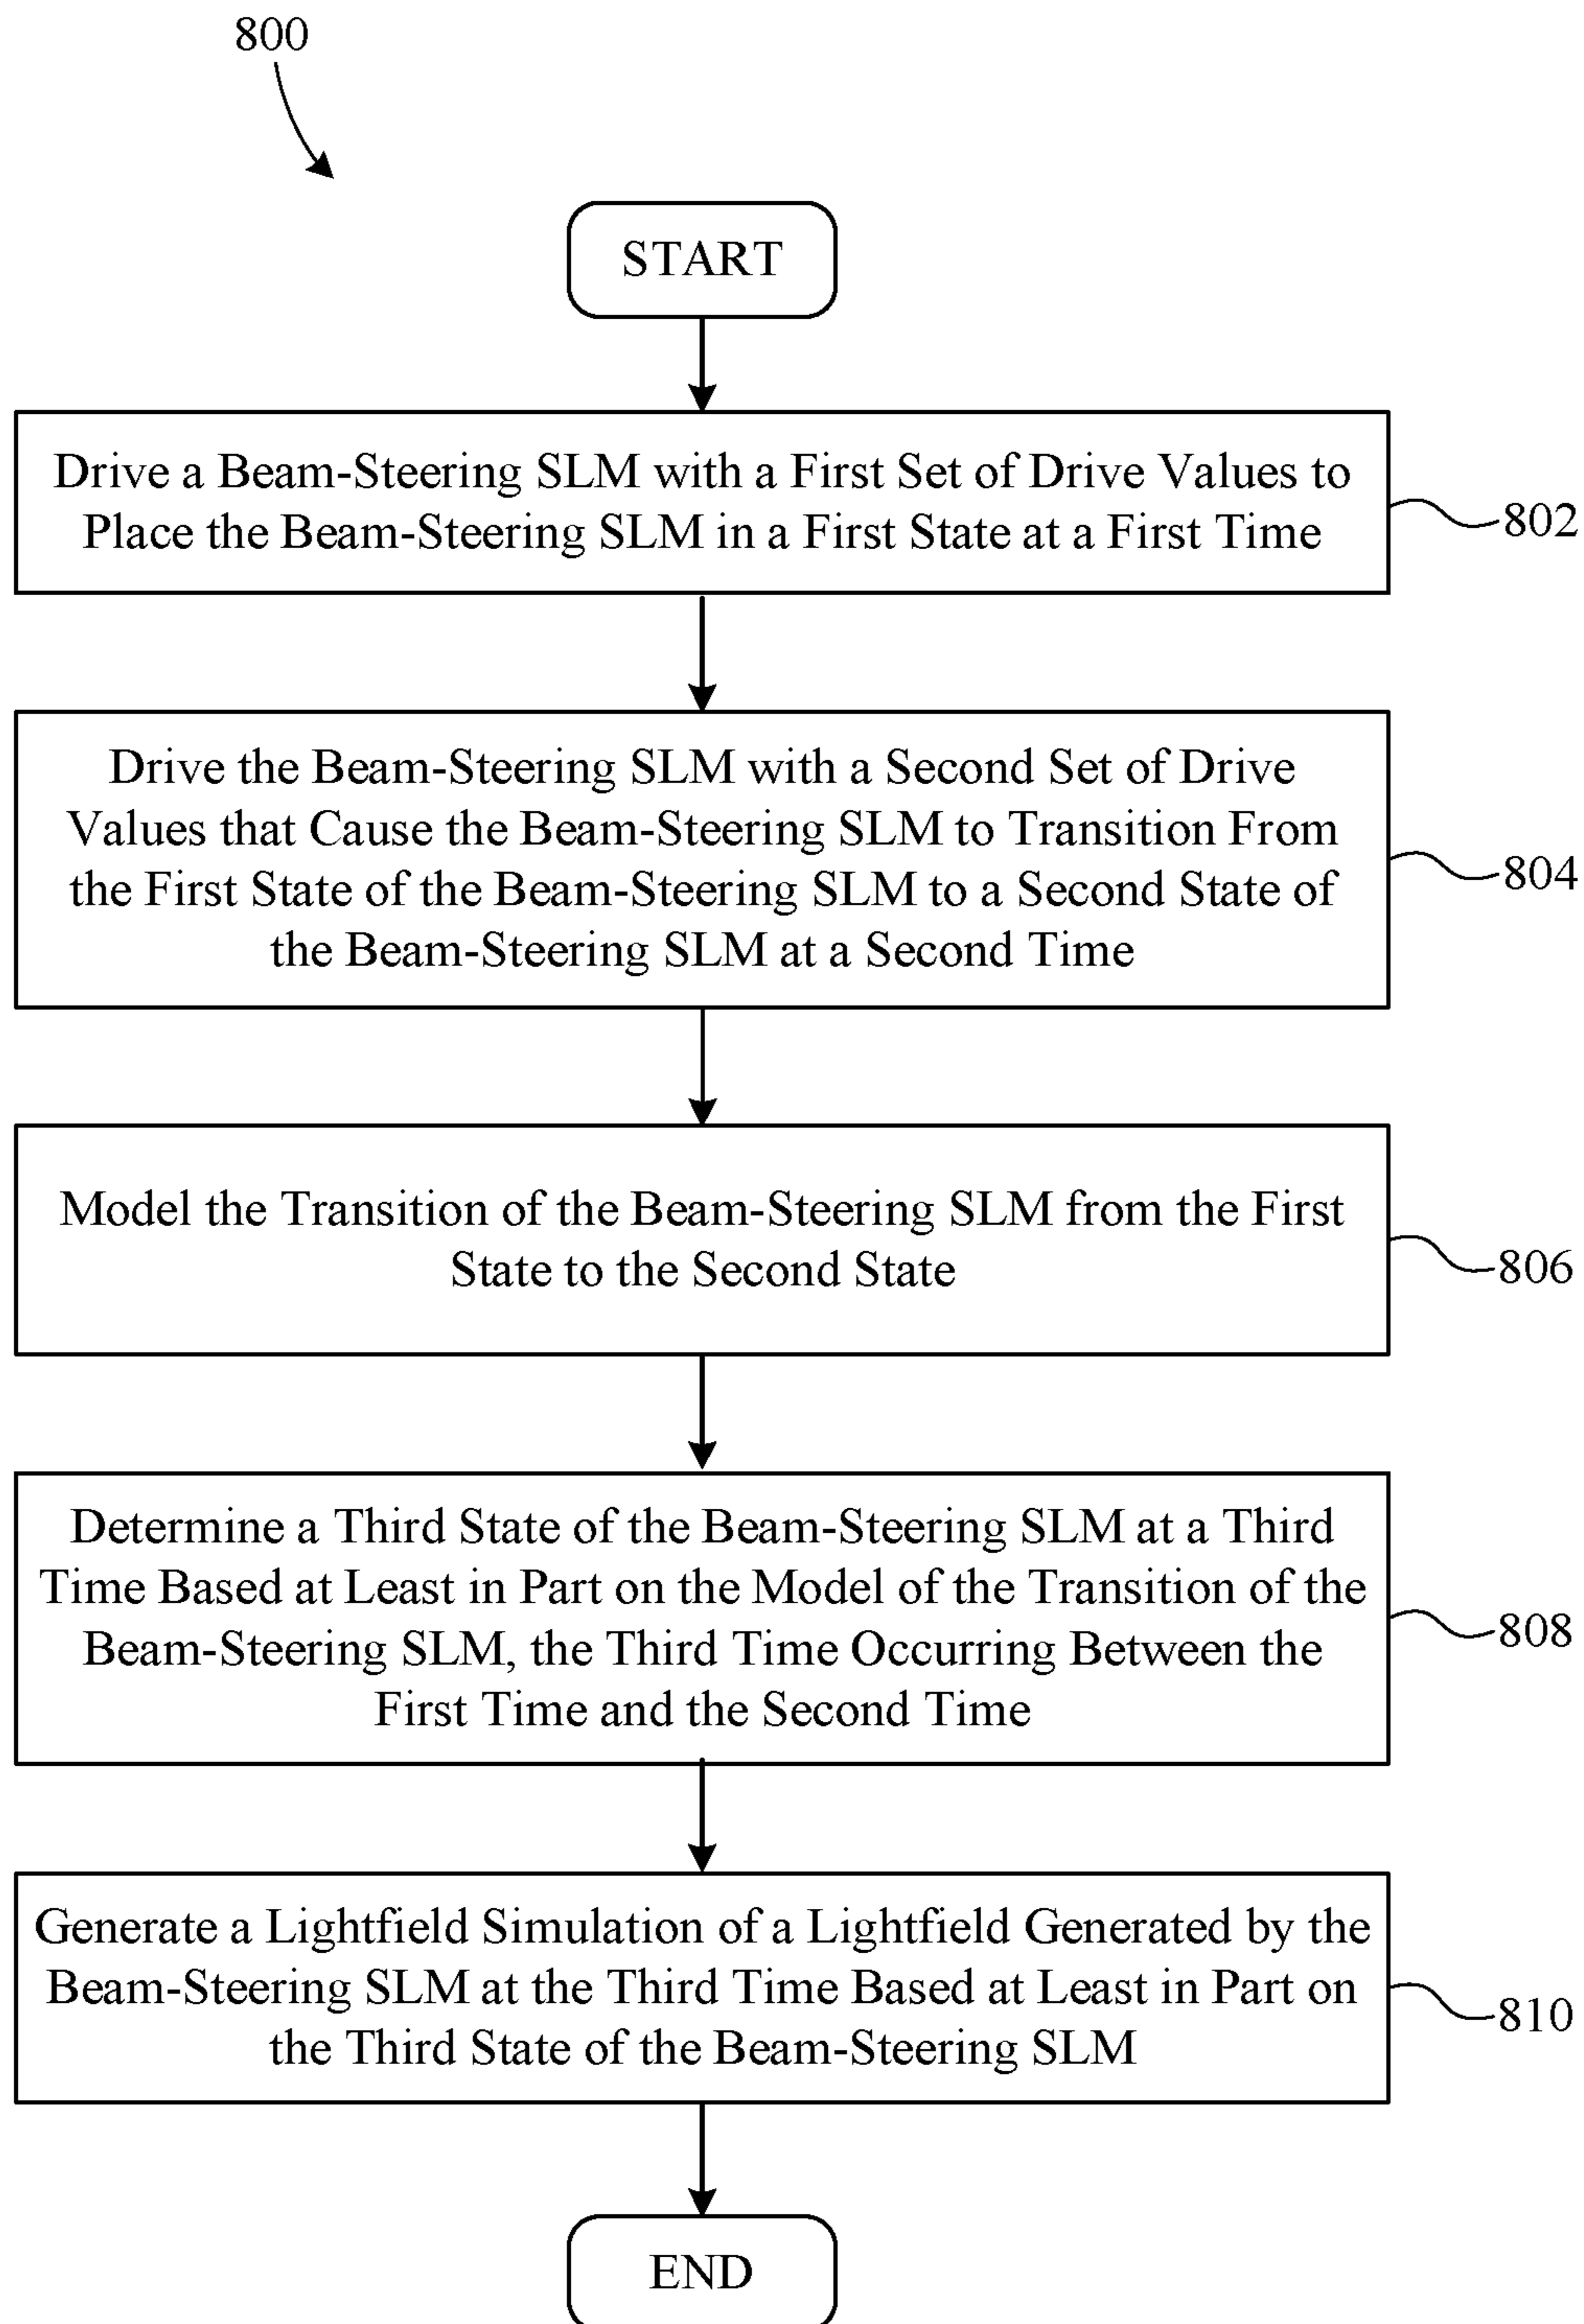 800
START
Drive a Beam-Steering SLM with a First Set of Drive Values to
Place the Beam-Steering SLM in a First State at a First Time
802
Drive the Beam-Steering SLM with a Second Set of Drive
Values that Cause the Beam-Steering SLM to Transition From
the First State of the Beam-Steering SLM to a Second State of
the Beam-Steering SLM at a Second Time
804
Model the Transition of the Beam-Steering SLM from the First
State to the Second State
806
Determine a Third State of the Beam-Steering SLM at a Third
Time Based at Least in Part on the Model of the Transition of the
Beam-Steering SLM, the Third Time Occurring Between the
First Time and the Second Time
808
Generate a Lightfield Simulation of a Lightfield Generated by the
Beam-Steering SLM at the Third Time Based at Least in Part on
the Third State of the Beam-Steering SLM
810
END